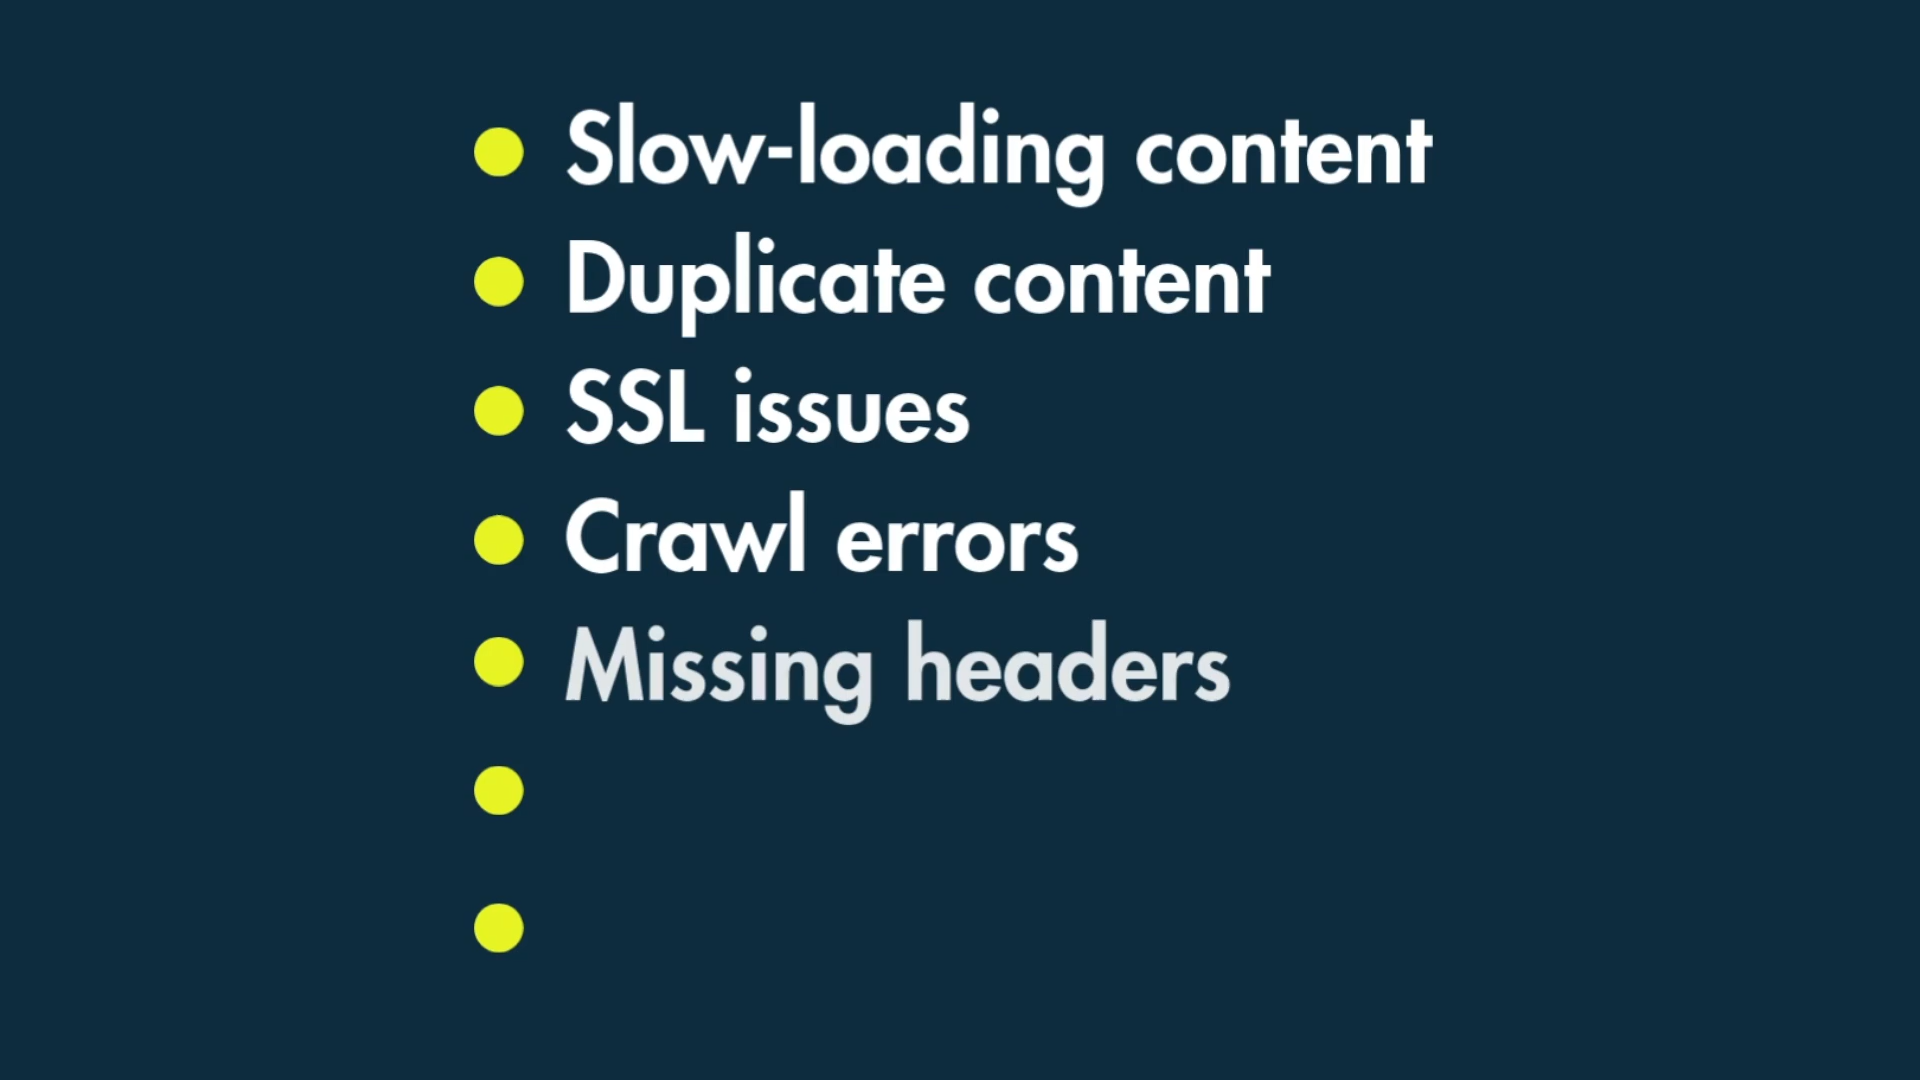 Slow-loading content
Duplicate content
SSL issues
Crawl errors
Missing headers